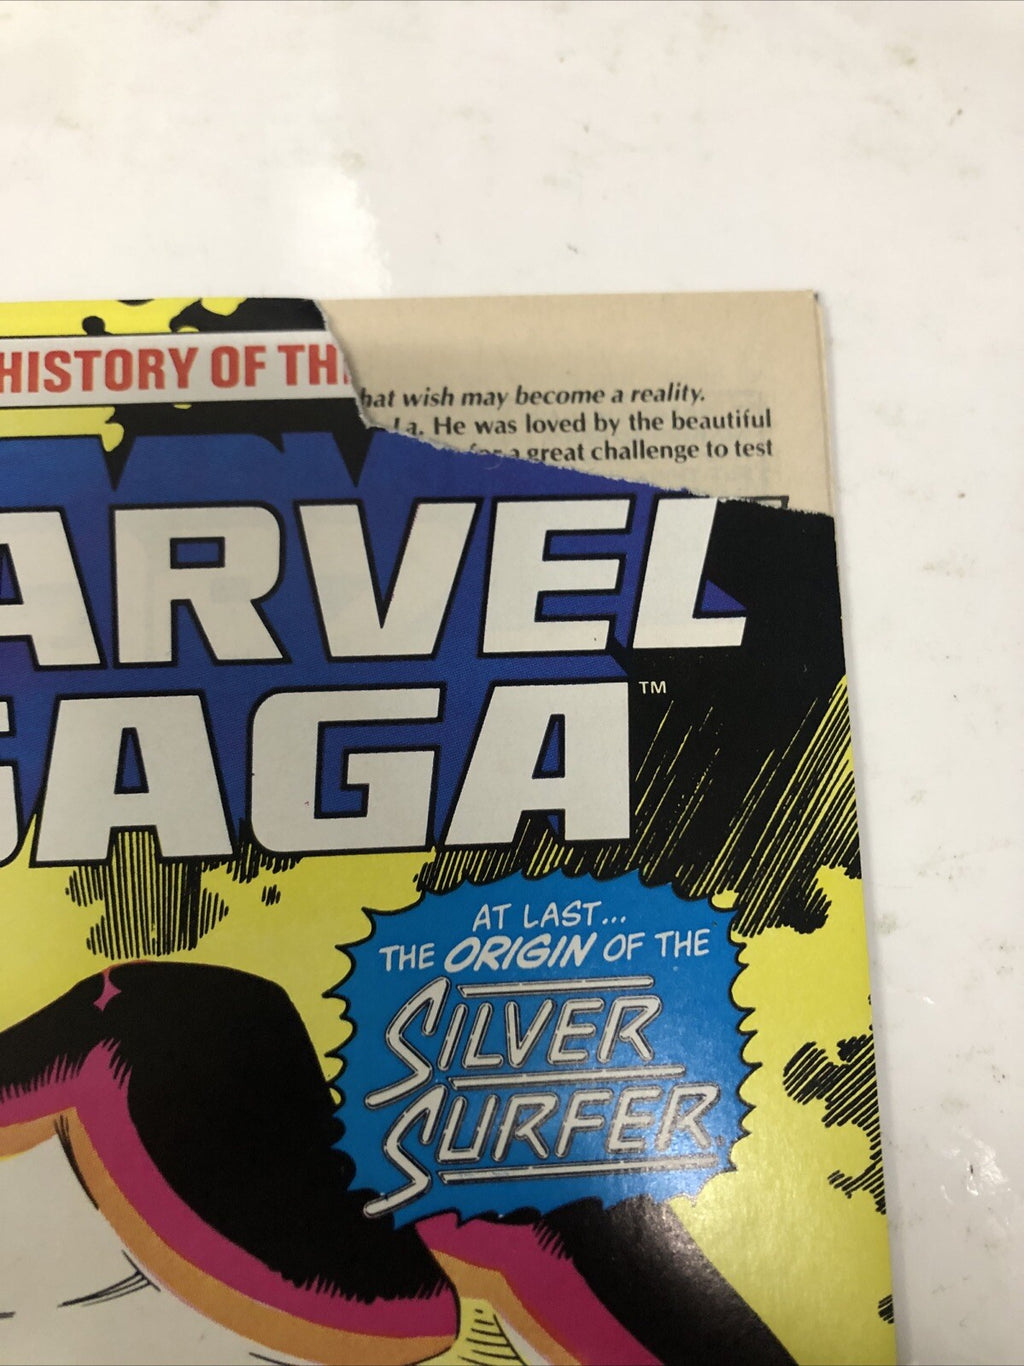 HISTORY OF TH
hat wish may become a reality.
La. He was loved by the beautiful
for a great challenge to test
ARVEL
SAGA
TM
AT LAST...
THE ORIGIN OF THE
SILVER
SURFER